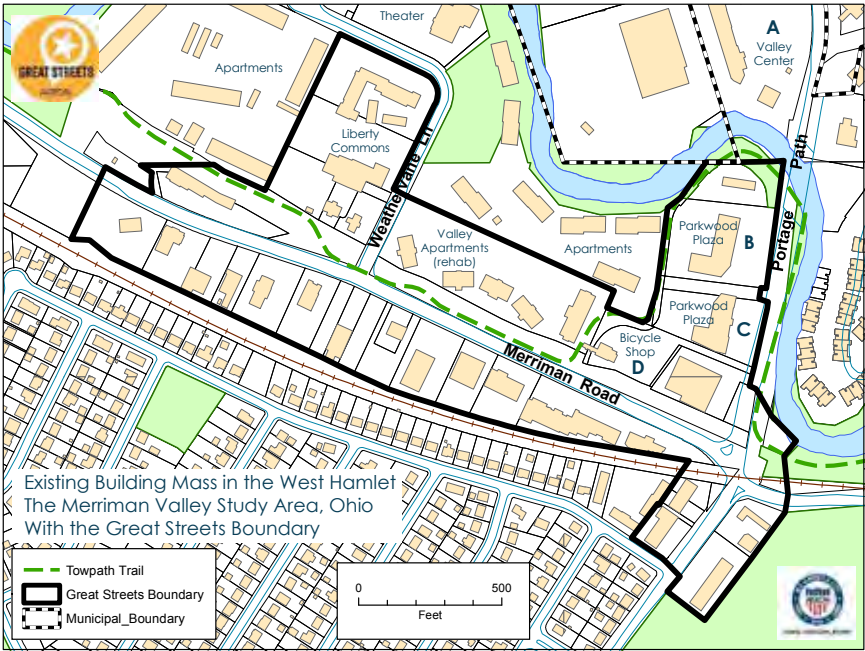 Theater
A
Valley
Center
GREAT STREETS
Apartments
Liberty
Commons
Weathervane Ln
Portage Path
Parkwood
Plaza
B
Valley
Apartments
(rehab)
Apartments
Parkwood
Plaza
C
Bicycle
Shop
D
Merriman Road
Existing Building Mass in the West Hamlet
The Merriman Valley Study Area, Ohio
With the Great Streets Boundary
Towpath Trail
Great Streets Boundary
Municipal_Boundary
0 500
Feet